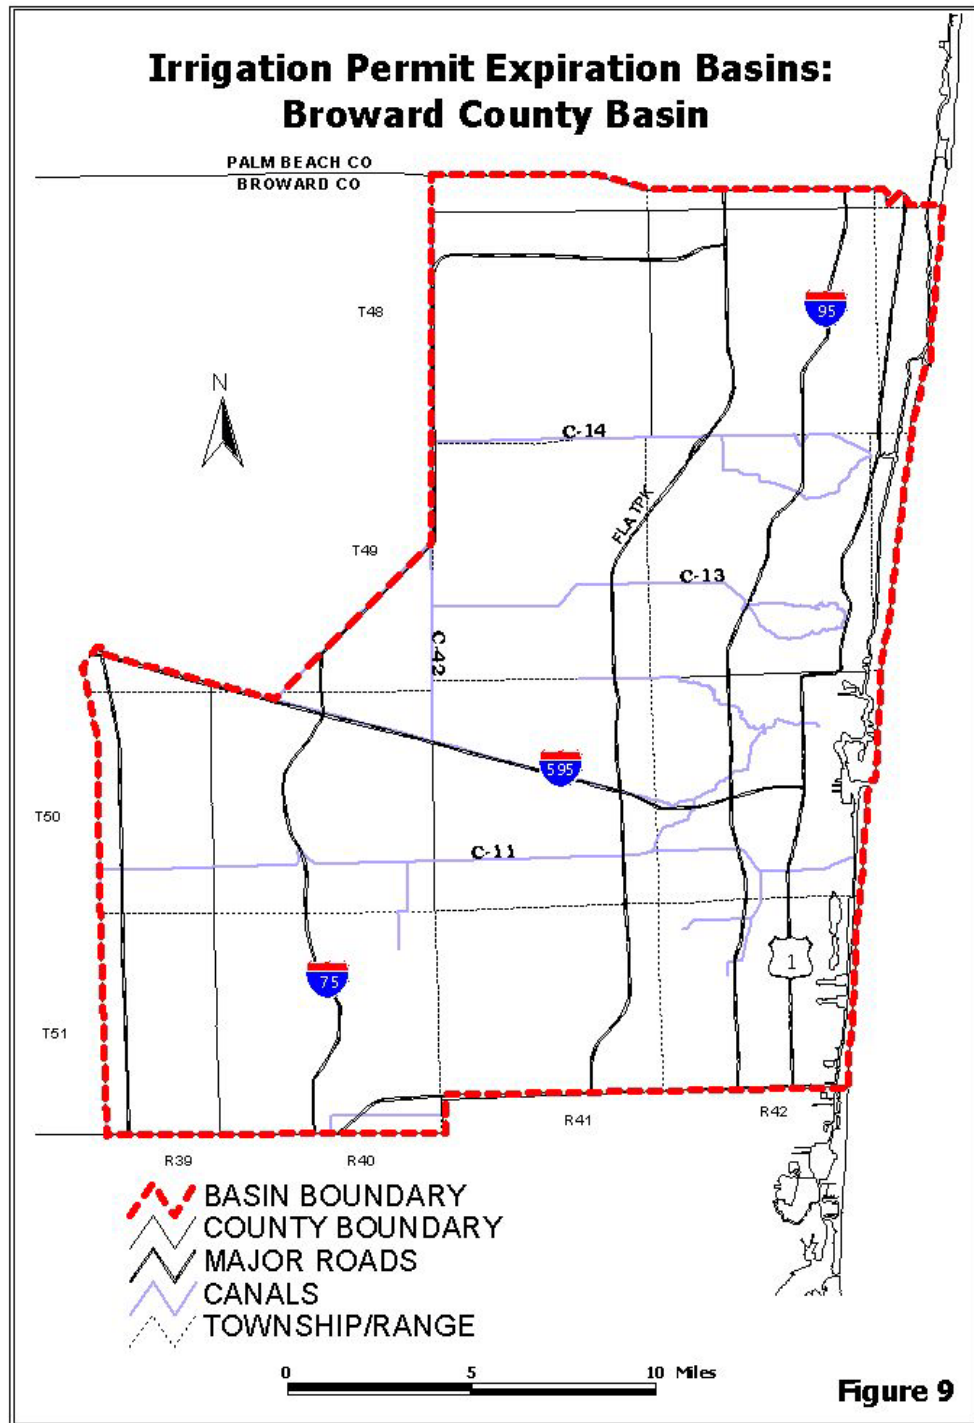 Irrigation Permit Expiration Basins:
Broward County Basin
PALM BEACH CO
BROWARD CO
T48
95
N
C-14
FLA TPK
T49
C-13
C-42
595
T50
C-11
1
75
T51
R41
R42
R39
R40
BASIN BOUNDARY
COUNTY BOUNDARY
MAJOR ROADS
CANALS
TOWNSHIP/RANGE
0 5 10 Miles
Figure 9